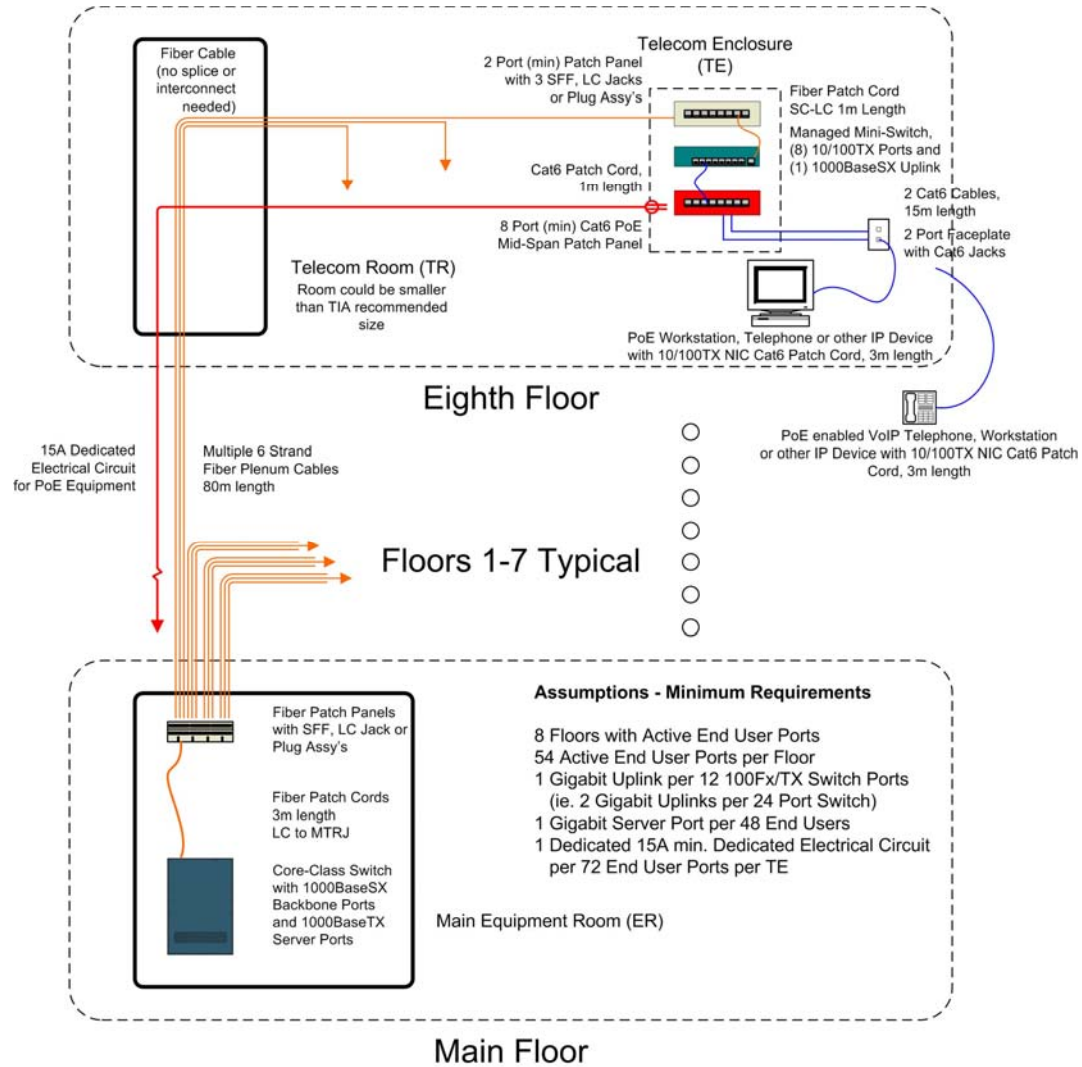 Fiber Cable
(no splice or
interconnect
needed)
2 Port (min) Patch Panel
with 3 SFF, LC Jacks
or Plug Assy's
Telecom Enclosure
(TE)
Fiber Patch Cord
SC-LC 1m Length
Managed Mini-Switch,
(8) 10/100TX Ports and
(1) 1000BaseSX Uplink
Cat6 Patch Cord,
1m length
2 Cat6 Cables,
15m length
2 Port Faceplate
with Cat6 Jacks
8 Port (min) Cat6 PoE
Mid-Span Patch Panel
Telecom Room (TR)
Room could be smaller
than TIA recommended
size
PoE Workstation, Telephone or other IP Device
with 10/100TX NIC Cat6 Patch Cord, 3m length
Eighth Floor
PoE enabled VoIP Telephone, Workstation
or other IP Device with 10/100TX NIC Cat6 Patch
Cord, 3m length
15A Dedicated
Electrical Circuit
for PoE Equipment
Multiple 6 Strand
Fiber Plenum Cables
80m length
Floors 1-7 Typical
Fiber Patch Panels
with SFF, LC Jack or
Plug Assy's
Fiber Patch Cords
3m length
LC to MTRJ
Core-Class Switch
with 1000BaseSX
Backbone Ports
and 1000BaseTX
Server Ports
Assumptions - Minimum Requirements
8 Floors with Active End User Ports
54 Active End User Ports per Floor
1 Gigabit Uplink per 12 100Fx/TX Switch Ports
(ie. 2 Gigabit Uplinks per 24 Port Switch)
1 Gigabit Server Port per 48 End Users
1 Dedicated 15A min. Dedicated Electrical Circuit
per 72 End User Ports per TE
Main Equipment Room (ER)
Main Floor